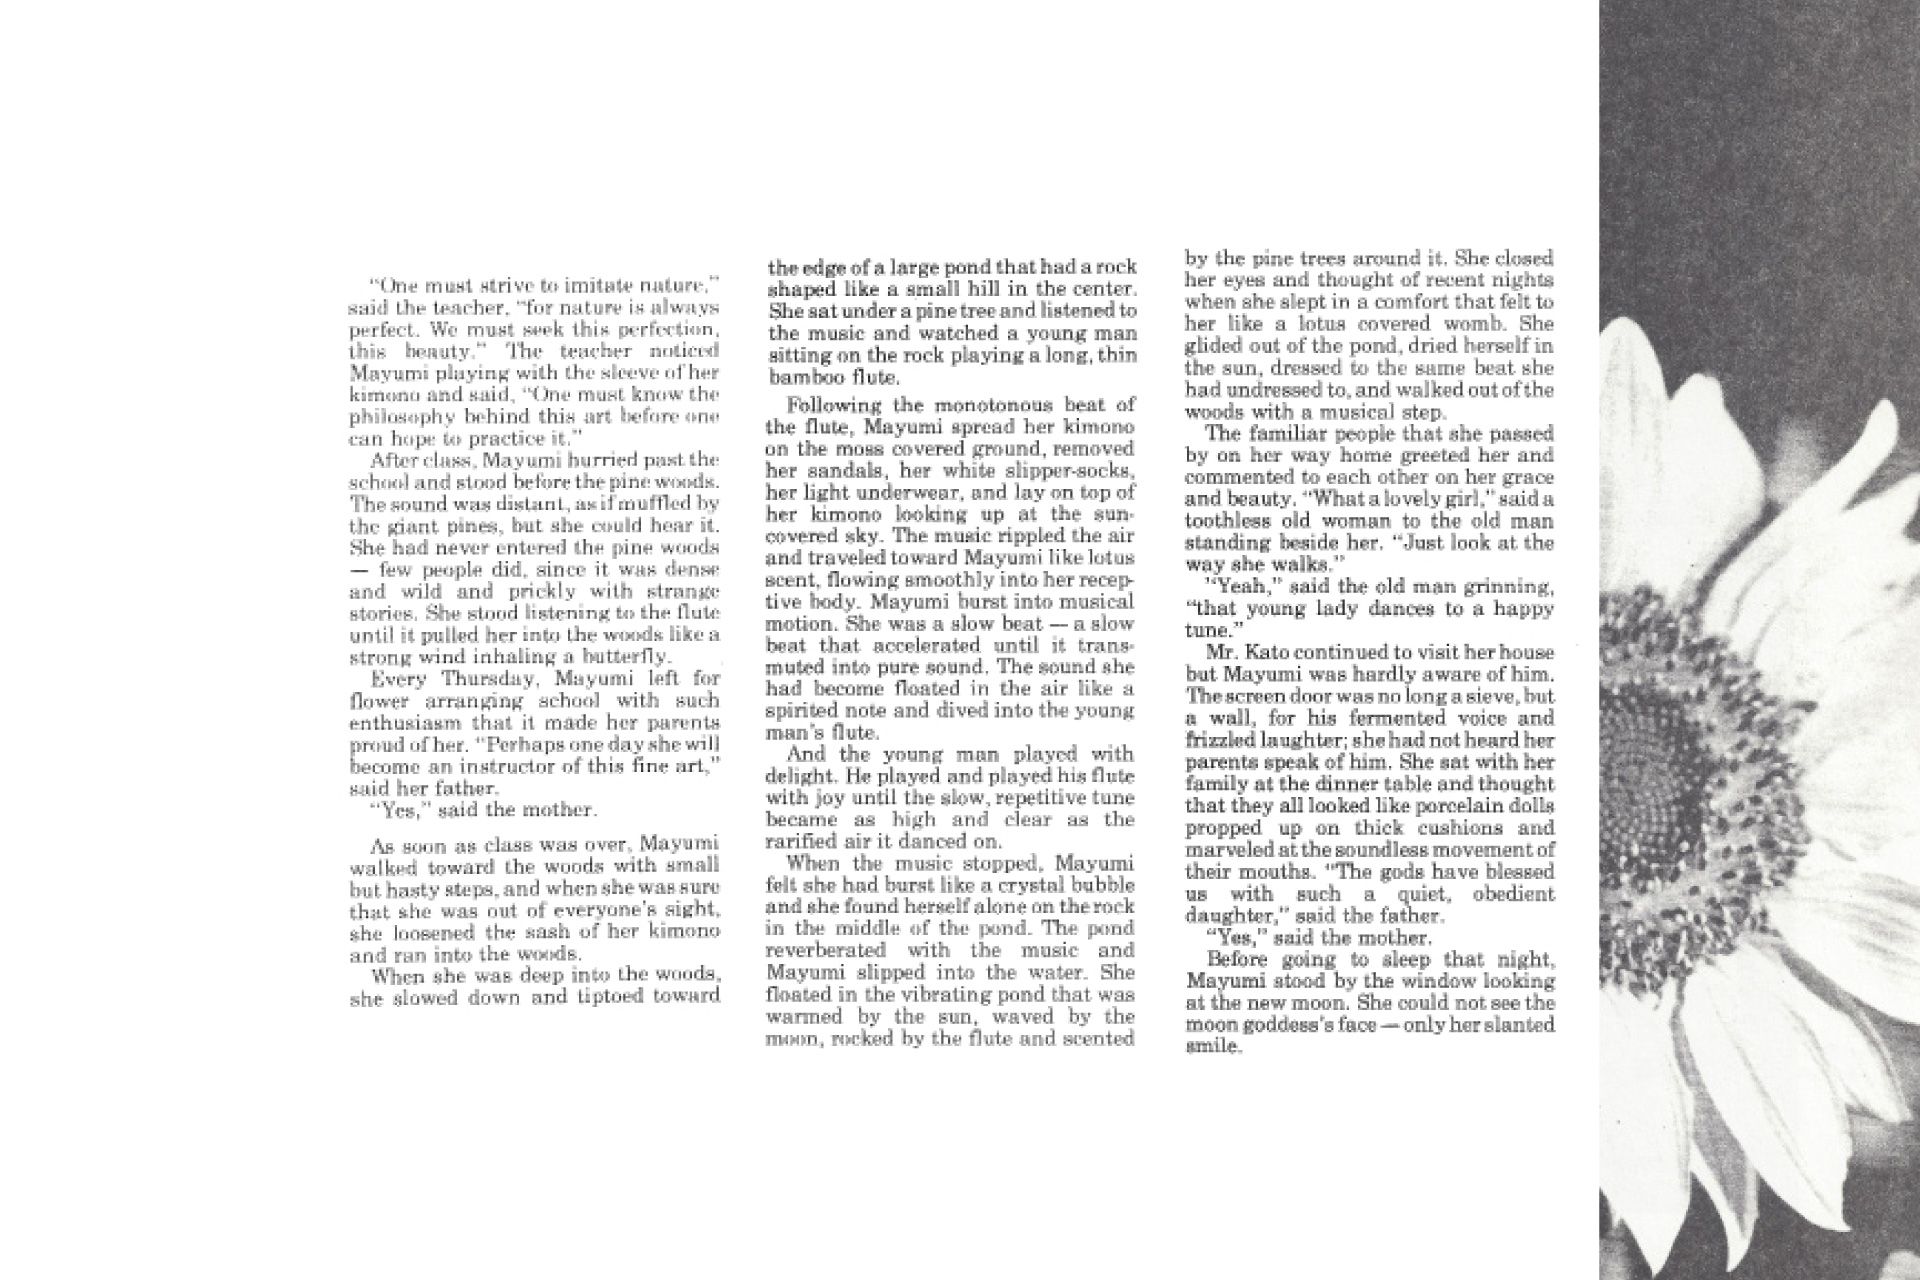 "One must strive to imitate nature,"
said the teacher, "for nature is always
perfect. We must seek this perfection,
this beauty." The teacher noticed
Mayumi playing with the sleeve of her
kimono and said, "One must know the
philosophy behind this art before one
can hope to practice it."
After class, Mayumi hurried past the
school and stood before the pine woods.
The sound was distant, as if muffled by
the giant pines, but she could hear it.
She had never entered the pine woods
— few people did, since it was dense
and wild and prickly with strange
stories. She stood listening to the flute
until it pulled her into the woods like a
strong wind inhaling a butterfly.
Every Thursday, Mayumi left for
flower arranging school with such
enthusiasm that it made her parents
proud of her. "Perhaps one day she will
become an instructor of this fine art,"
said her father.
"Yes," said the mother.
As soon as class was over, Mayumi
walked toward the woods with small
but hasty steps, and when she was sure
that she was out of everyone's sight,
she loosened the sash of her kimono
and ran into the woods.
When she was deep into the woods,
she slowed down and tiptoed toward
the edge of a large pond that had a rock
shaped like a small hill in the center.
She sat under a pine tree and listened to
the music and watched a young man
sitting on the rock playing a long, thin
bamboo flute.
Following the monotonous beat of
the flute, Mayumi spread her kimono
on the moss covered ground, removed
her sandals, her white slipper-socks,
her light underwear, and lay on top of
her kimono looking up at the sun-
covered sky. The music rippled the air
and traveled toward Mayumi like lotus
scent, flowing smoothly into her recep-
tive body. Mayumi burst into musical
motion. She was a slow beat — a slow
beat that accelerated until it trans-
muted into pure sound. The sound she
had become floated in the air like a
spirited note and dived into the young
man's flute.
And the young man played with
delight. He played and played his flute
with joy until the slow, repetitive tune
became as high and clear as the
rarified air it danced on.
When the music stopped, Mayumi
felt she had burst like a crystal bubble
and she found herself alone on the rock
in the middle of the pond. The pond
reverberated with the music and
Mayumi slipped into the water. She
floated in the vibrating pond that was
warmed by the sun, waved by the
moon, rocked by the flute and scented
by the pine trees around it. She closed
her eyes and thought of recent nights
when she slept in a comfort that felt to
her like a lotus covered womb. She
glided out of the pond, dried herself in
the sun, dressed to the same beat she
had undressed to, and walked out of the
woods with a musical step.
The familiar people that she passed
by on her way home greeted her and
commented to each other on her grace
and beauty. "What a lovely girl," said a
toothless old woman to the old man
standing beside her. "Just look at the
way she walks."
"Yeah," said the old man grinning,
"that young lady dances to a happy
tune."
Mr. Kato continued to visit her house
but Mayumi was hardly aware of him.
The screen door was no long a sieve, but
a wall, for his fermented voice and
frizzled laughter; she had not heard her
parents speak of him. She sat with her
family at the dinner table and thought
that they all looked like porcelain dolls
propped up on thick cushions and
marveled at the soundless movement of
their mouths. "The gods have blessed
us with such a quiet, obedient
daughter," said the father.
"Yes," said the mother.
Before going to sleep that night,
Mayumi stood by the window looking
at the new moon. She could not see the
moon goddess's face — only her slanted
smile.